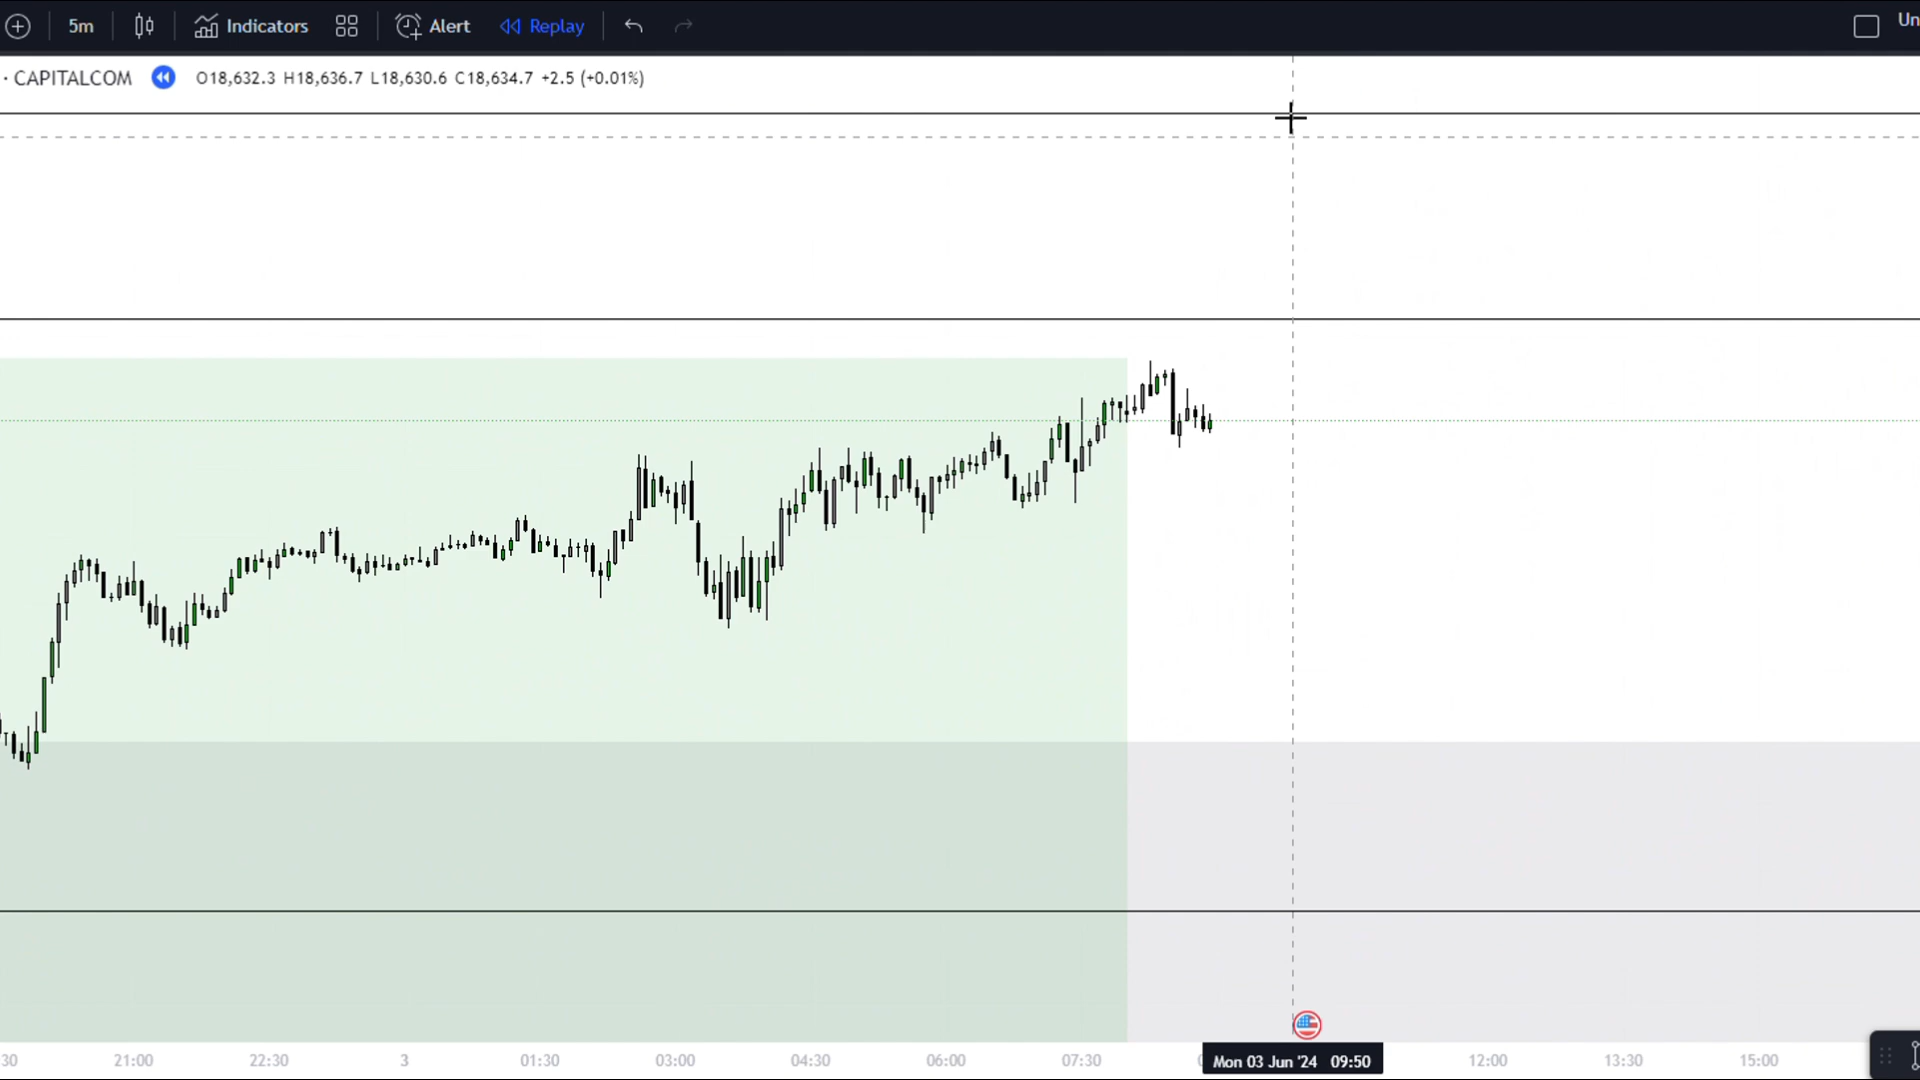 5m Indicators Alert Replay Un
· CAPITALCOM O18,632.3 H18,636.7 L18,630.6 C18,634.7 +2.5 (+0.01%)
:30 21:00 22:30 3 01:30 03:00 04:30 06:00 07:30 Mon 03 Jun '24 09:50 12:00 13:30 15:00